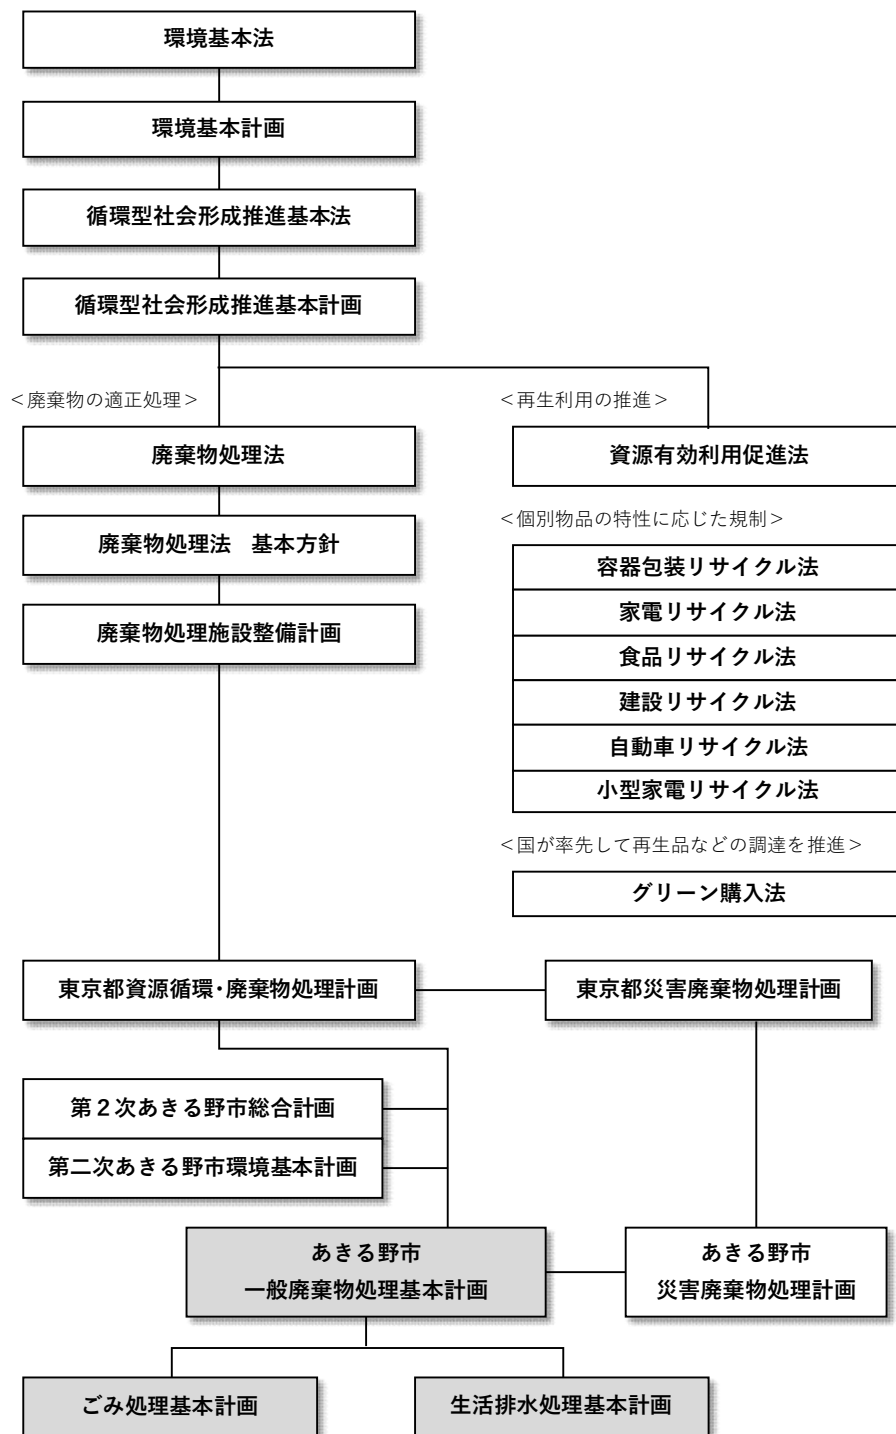 環境基本法
環境基本計画
循環型社会形成推進基本法
循環型社会形成推進基本計画
＜廃棄物の適正処理＞
廃棄物処理法
廃棄物処理法　基本方針
廃棄物処理施設整備計画
＜再生利用の推進＞
資源有効利用促進法
＜個別物品の特性に応じた規制＞
容器包装リサイクル法
家電リサイクル法
食品リサイクル法
建設リサイクル法
自動車リサイクル法
小型家電リサイクル法
＜国が率先して再生品などの調達を推進＞
グリーン購入法
東京都資源循環・廃棄物処理計画
東京都災害廃棄物処理計画
第２次あきる野市総合計画
第二次あきる野市環境基本計画
あきる野市
一般廃棄物処理基本計画
あきる野市
災害廃棄物処理計画
ごみ処理基本計画
生活排水処理基本計画